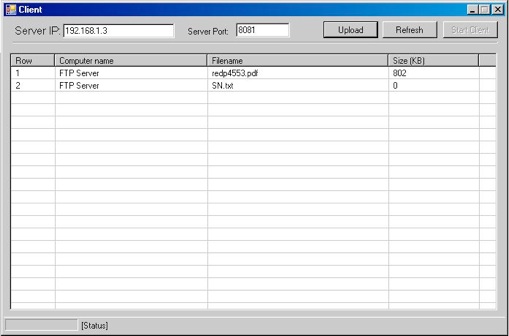 Client
Server IP: 192.168.1.3 Server Port: 8081 Upload Refresh Start Client
Row Computer name Filename Size (KB)
1 FTP Server redp4553.pdf 802
2 FTP Server SN.txt 0
[Status]